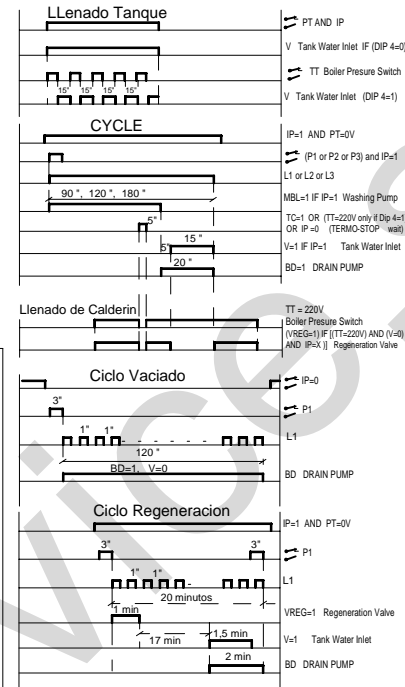 LLenado Tanque
PT AND IP
V Tank Water Inlet IF (DIP 4=0)
TT Boiler Presure Switch
15" 15" 15" 15"
V Tank Water Inlet (DIP 4=1)
CYCLE
IP=1 AND PT=0V
(P1 or P2 or P3) and IP=1
L1 or L2 or L3
90 ", 120 ", 180 "
MBL=1 IF IP=1 Washing Pump
5"
TC=1 OR (TT=220V only if Dip 4=1
OR IP =0 (TERMO-STOP wait)
5" 15 "
V=1 IF IP=1 Tank Water Inlet
20 "
BD=1 DRAIN PUMP
Llenado de Calderin
TT = 220V
Boiler Presure Switch
(VREG=1) IF [(TT=220V) AND (V=0)
AND IP=X )] Regeneration Valve
Ciclo Vaciado
IP=0
3"
P1
1" 1"
L1
120 "
BD=1, V=0
BD DRAIN PUMP
Ciclo Regeneracion
IP=1 AND PT=0V
3" 3"
P1
1" 1"
L1
20 minutos
1 min
VREG=1 Regeneration Valve
17 min 1,5 min
V=1 Tank Water Inlet
2 min
BD DRAIN PUMP
vice